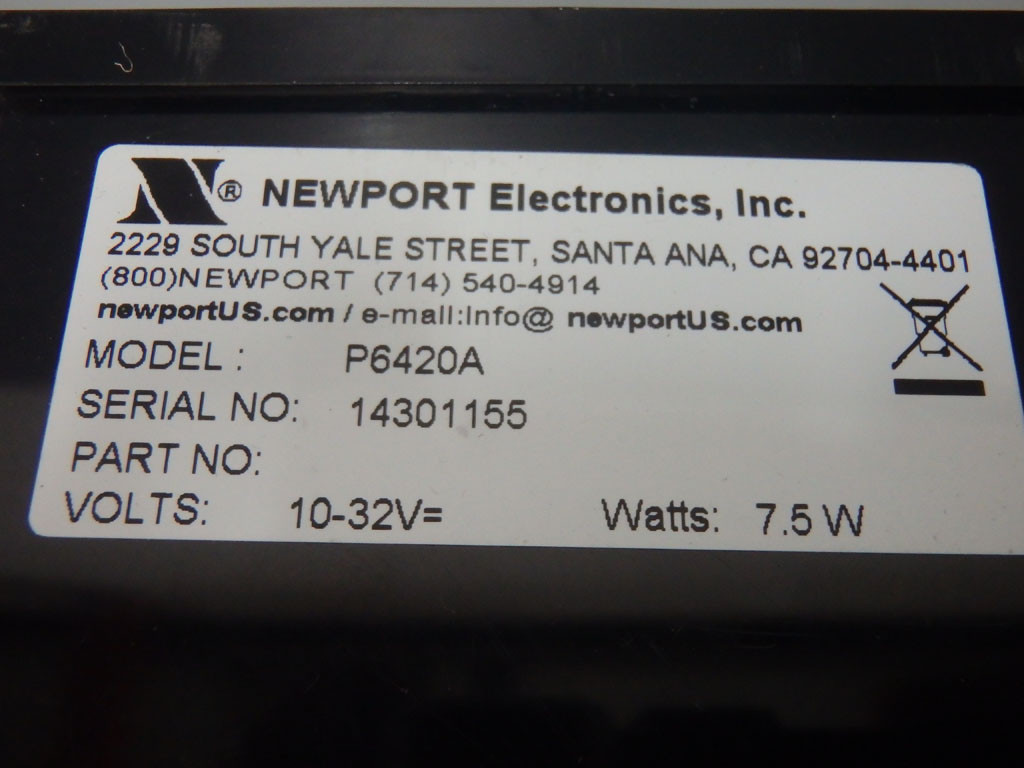 N® NEWPORT Electronics, Inc.
2229 SOUTH YALE STREET, SANTA ANA, CA 92704-4401
(800)NEWPORT (714) 540-4914
newportUS.com / e-mail:Info@ newportUS.com
MODEL : P6420A
SERIAL NO: 14301155
PART NO:
VOLTS: 10-32V= Watts: 7.5 W